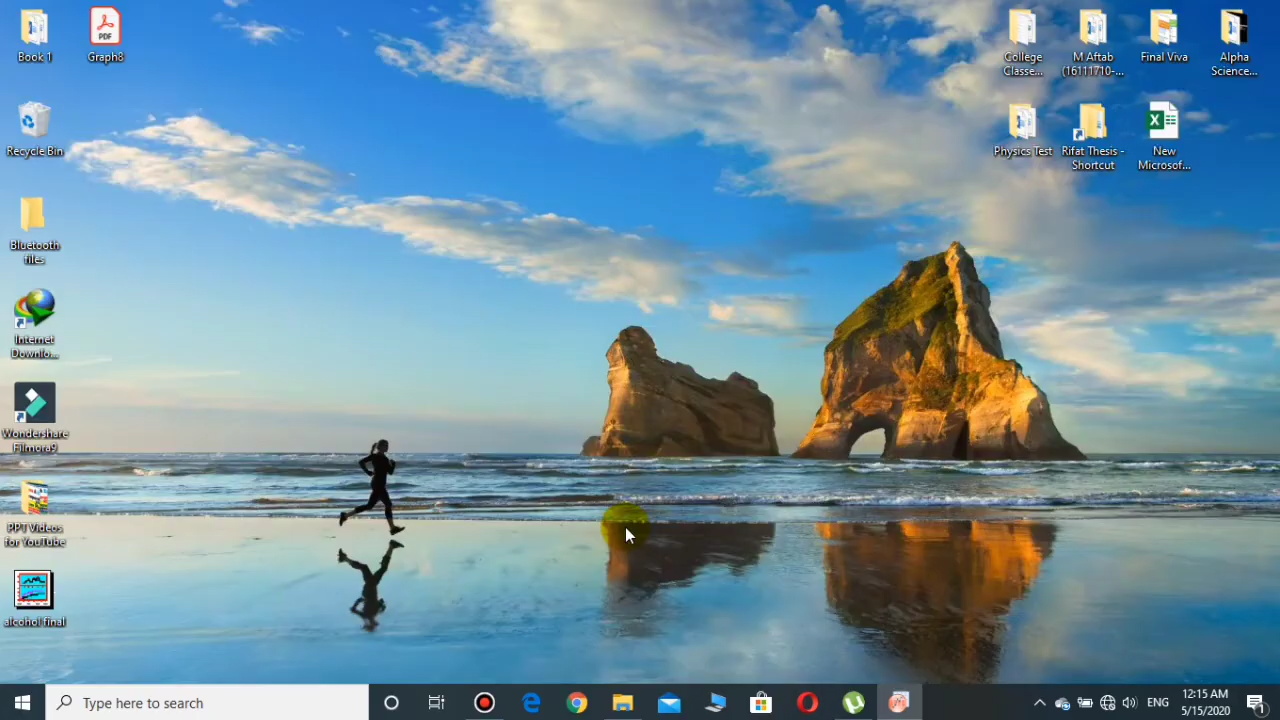 Book 1
PDF
Graph8
Recycle Bin
Bluetooth
files
Internet
Downlo...
Wondershare
Filmora9
PPT Videos
for YouTube
alcohol final
College
Classe...
M Aftab
(16111710-...
Final Viva
Alpha
Science...
Physics Test
Rifat Thesis -
Shortcut
New
Microsof...
Type here to search
ENG
12:15 AM
5/15/2020
1